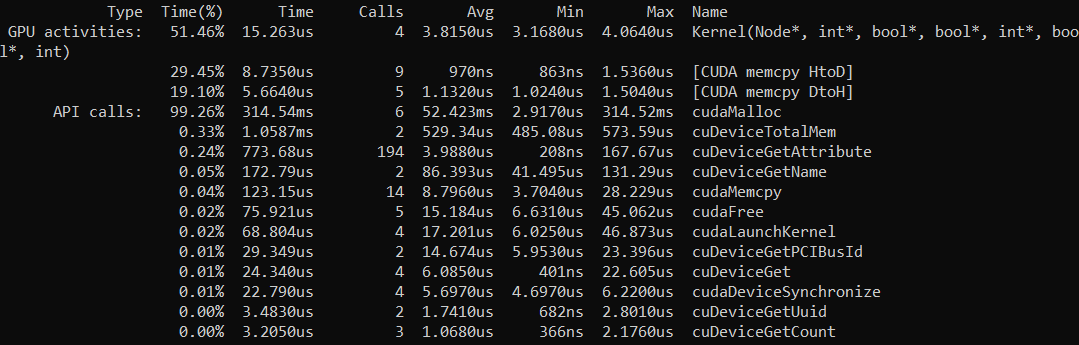 Type Time(%) Time Calls Avg Min Max Name
GPU activities: 51.46% 15.263us 4 3.8150us 3.1680us 4.0640us Kernel(Node*, int*, bool*, bool*, int*, boo
l*, int)
29.45% 8.7350us 9 970ns 863ns 1.5360us [CUDA memcpy HtoD]
19.10% 5.6640us 5 1.1320us 1.0240us 1.5040us [CUDA memcpy DtoH]
API calls: 99.26% 314.54ms 6 52.423ms 2.9170us 314.52ms cudaMalloc
0.33% 1.0587ms 2 529.34us 485.08us 573.59us cuDeviceTotalMem
0.24% 773.68us 194 3.9880us 208ns 167.67us cuDeviceGetAttribute
0.05% 172.79us 2 86.393us 41.495us 131.29us cuDeviceGetName
0.04% 123.15us 14 8.7960us 3.7040us 28.229us cudaMemcpy
0.02% 75.921us 5 15.184us 6.6310us 45.062us cudaFree
0.02% 68.804us 4 17.201us 6.0250us 46.873us cudaLaunchKernel
0.01% 29.349us 2 14.674us 5.9530us 23.396us cuDeviceGetPCIBusId
0.01% 24.340us 4 6.0850us 401ns 22.605us cuDeviceGet
0.01% 22.790us 4 5.6970us 4.6970us 6.2200us cudaDeviceSynchronize
0.00% 3.4830us 2 1.7410us 682ns 2.8010us cuDeviceGetUuid
0.00% 3.2050us 3 1.0680us 366ns 2.1760us cuDeviceGetCount